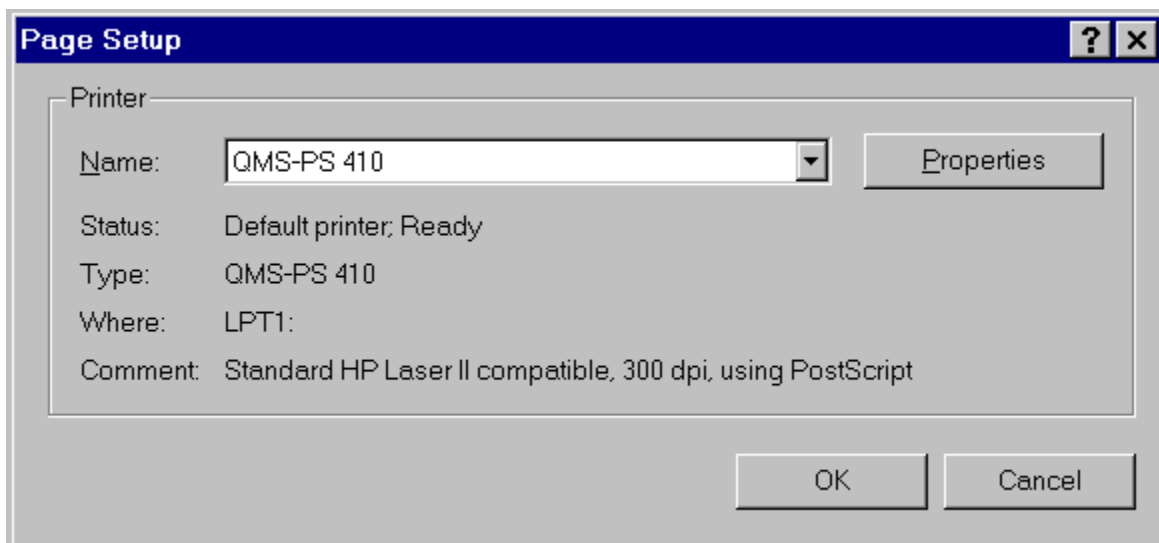 Page Setup
Printer
Name: QMS-PS 410 Properties
Status: Default printer; Ready
Type: QMS-PS 410
Where: LPT1:
Comment: Standard HP Laser II compatible, 300 dpi, using PostScript
OK Cancel